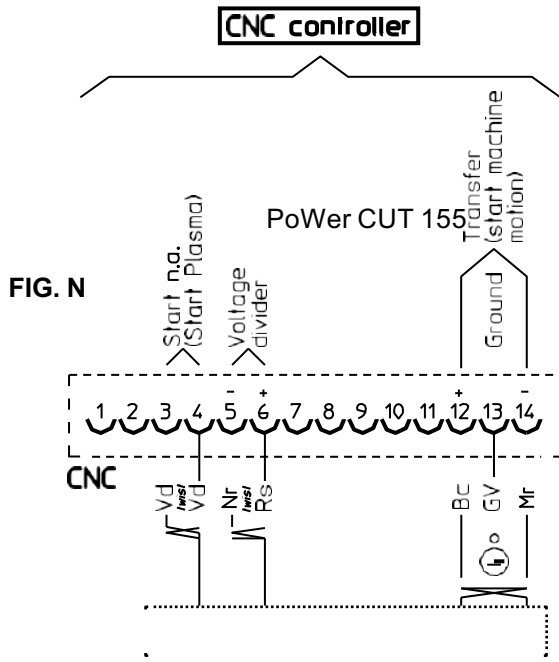 CNC controller
Start n.a.
(Start Plasma)
Voltage
divider
PoWer CUT 155
Transfer
(start machine
motion)
Ground
FIG. N
- + + -
1 2 3 4 5 6 7 8 9 10 11 12 13 14
CNC
Vd
twist
Vd
Nr
twist
Rs
Bc
GV
Mr